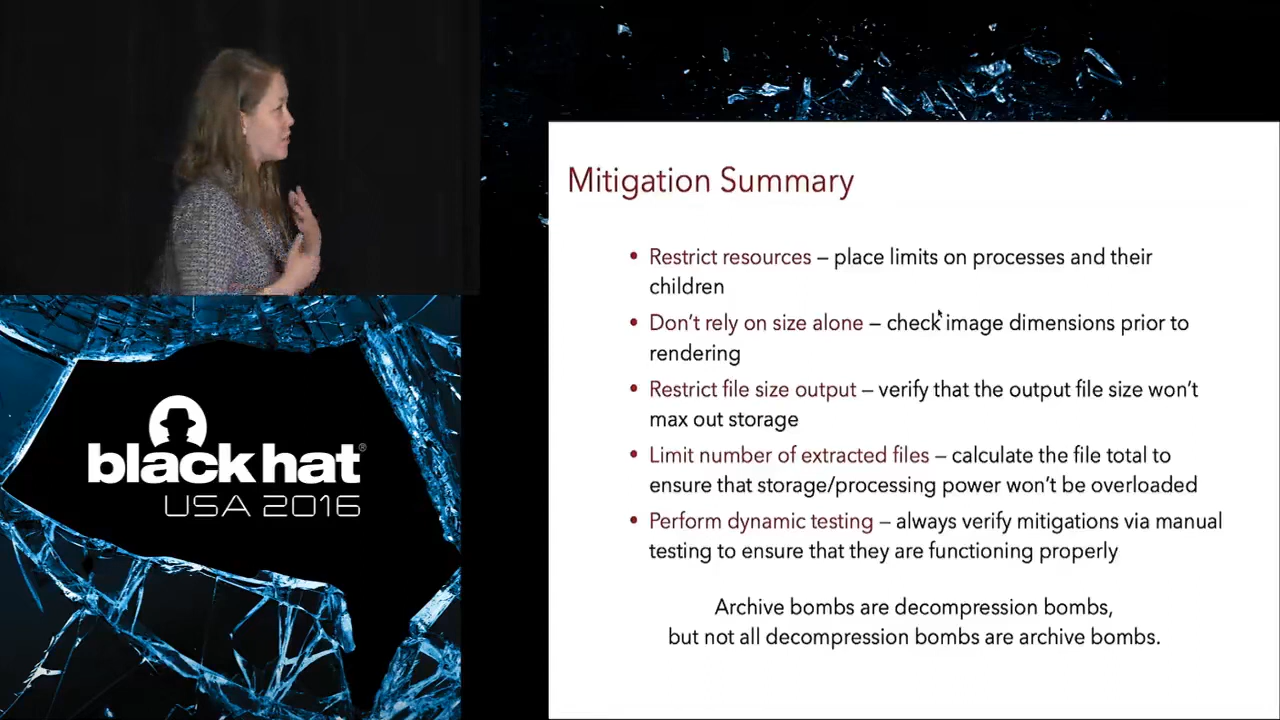 Mitigation Summary
• Restrict resources – place limits on processes and their
children
• Don't rely on size alone – check image dimensions prior to
rendering
• Restrict file size output – verify that the output file size won't
max out storage
• Limit number of extracted files – calculate the file total to
ensure that storage/processing power won't be overloaded
• Perform dynamic testing – always verify mitigations via manual
testing to ensure that they are functioning properly
Archive bombs are decompression bombs,
but not all decompression bombs are archive bombs.
black hat®
USA 2016